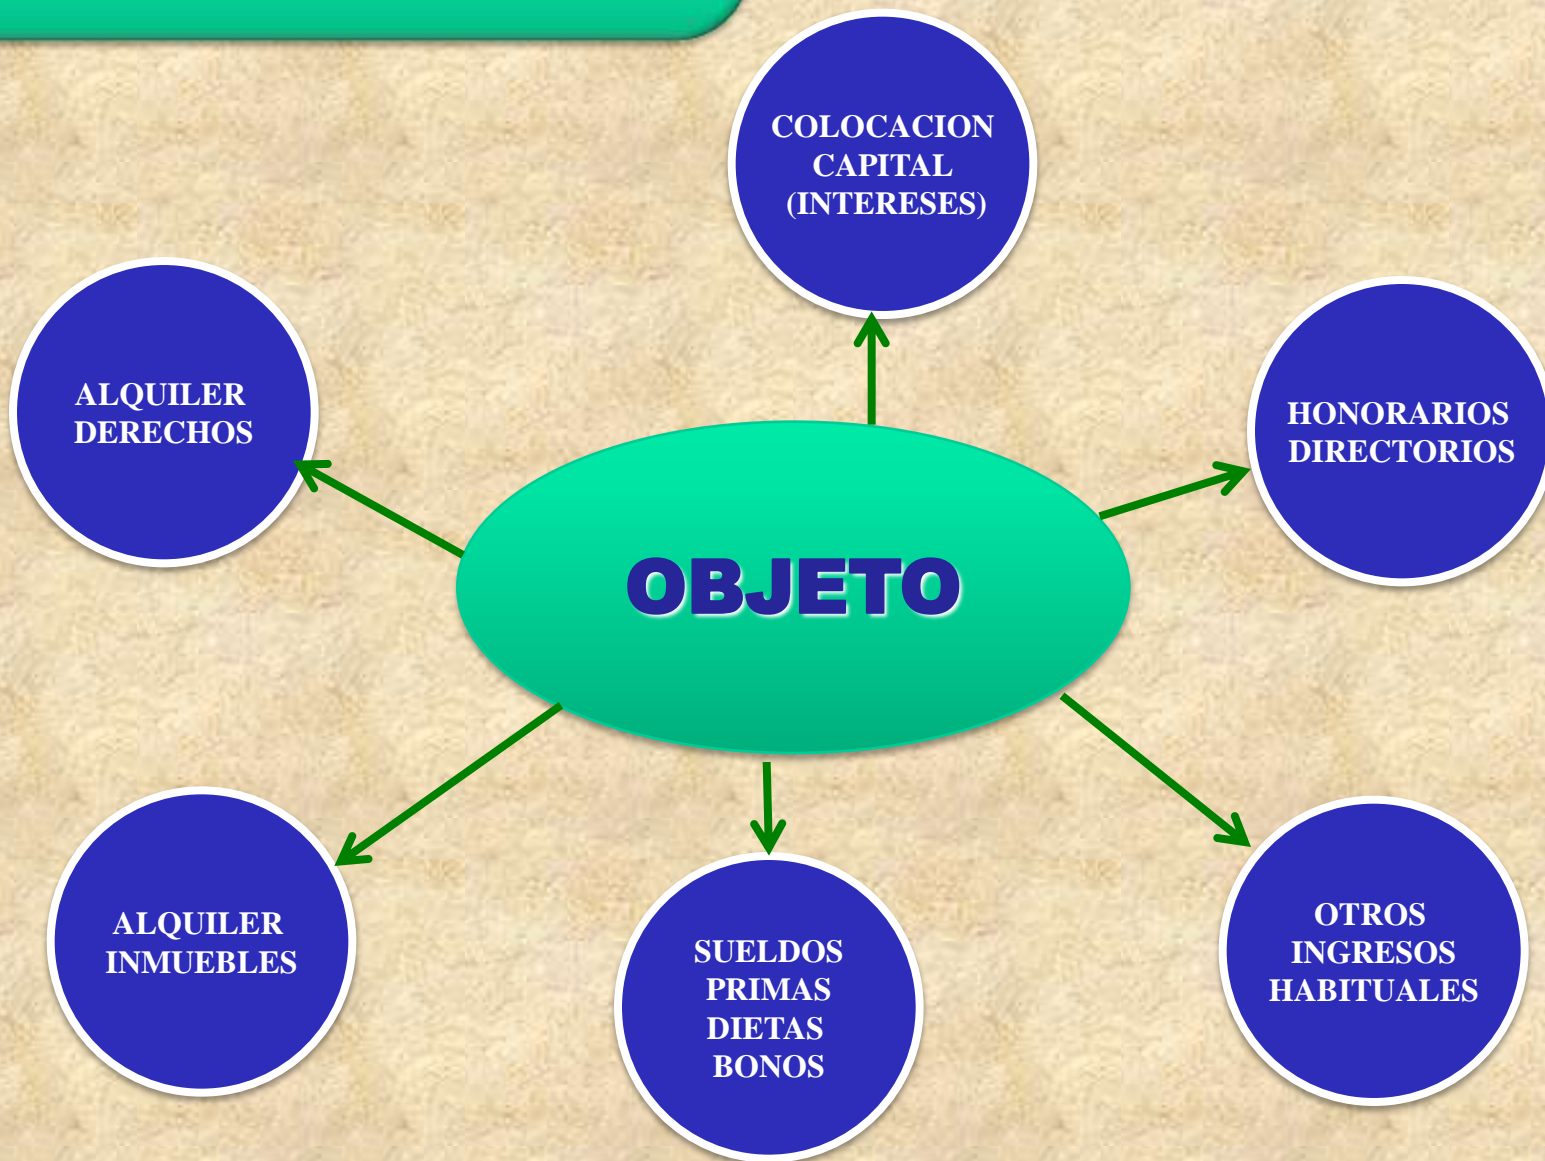 COLOCACION
CAPITAL
(INTERESES)
ALQUILER
DERECHOS
HONORARIOS
DIRECTORIOS
OBJETO
ALQUILER
INMUEBLES
SUELDOS
PRIMAS
DIETAS
BONOS
OTROS
INGRESOS
HABITUALES